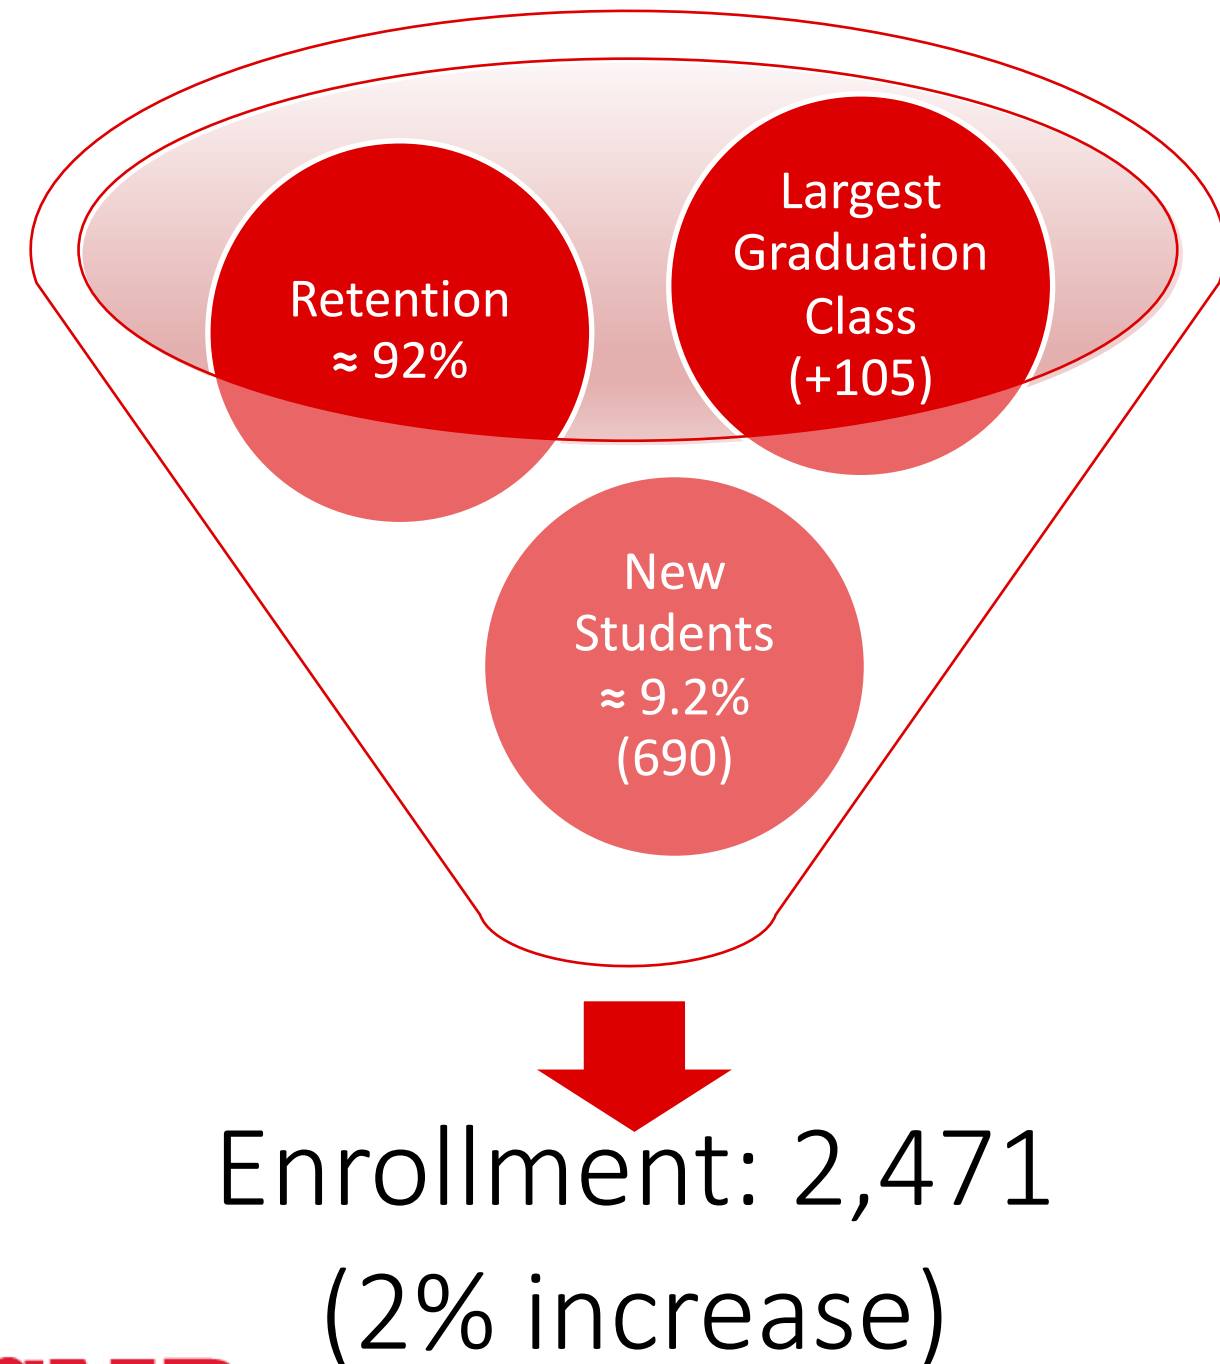 Retention
≈ 92%
Largest
Graduation
Class
(+105)
New
Students
≈ 9.2%
(690)
Enrollment: 2,471
(2% increase)